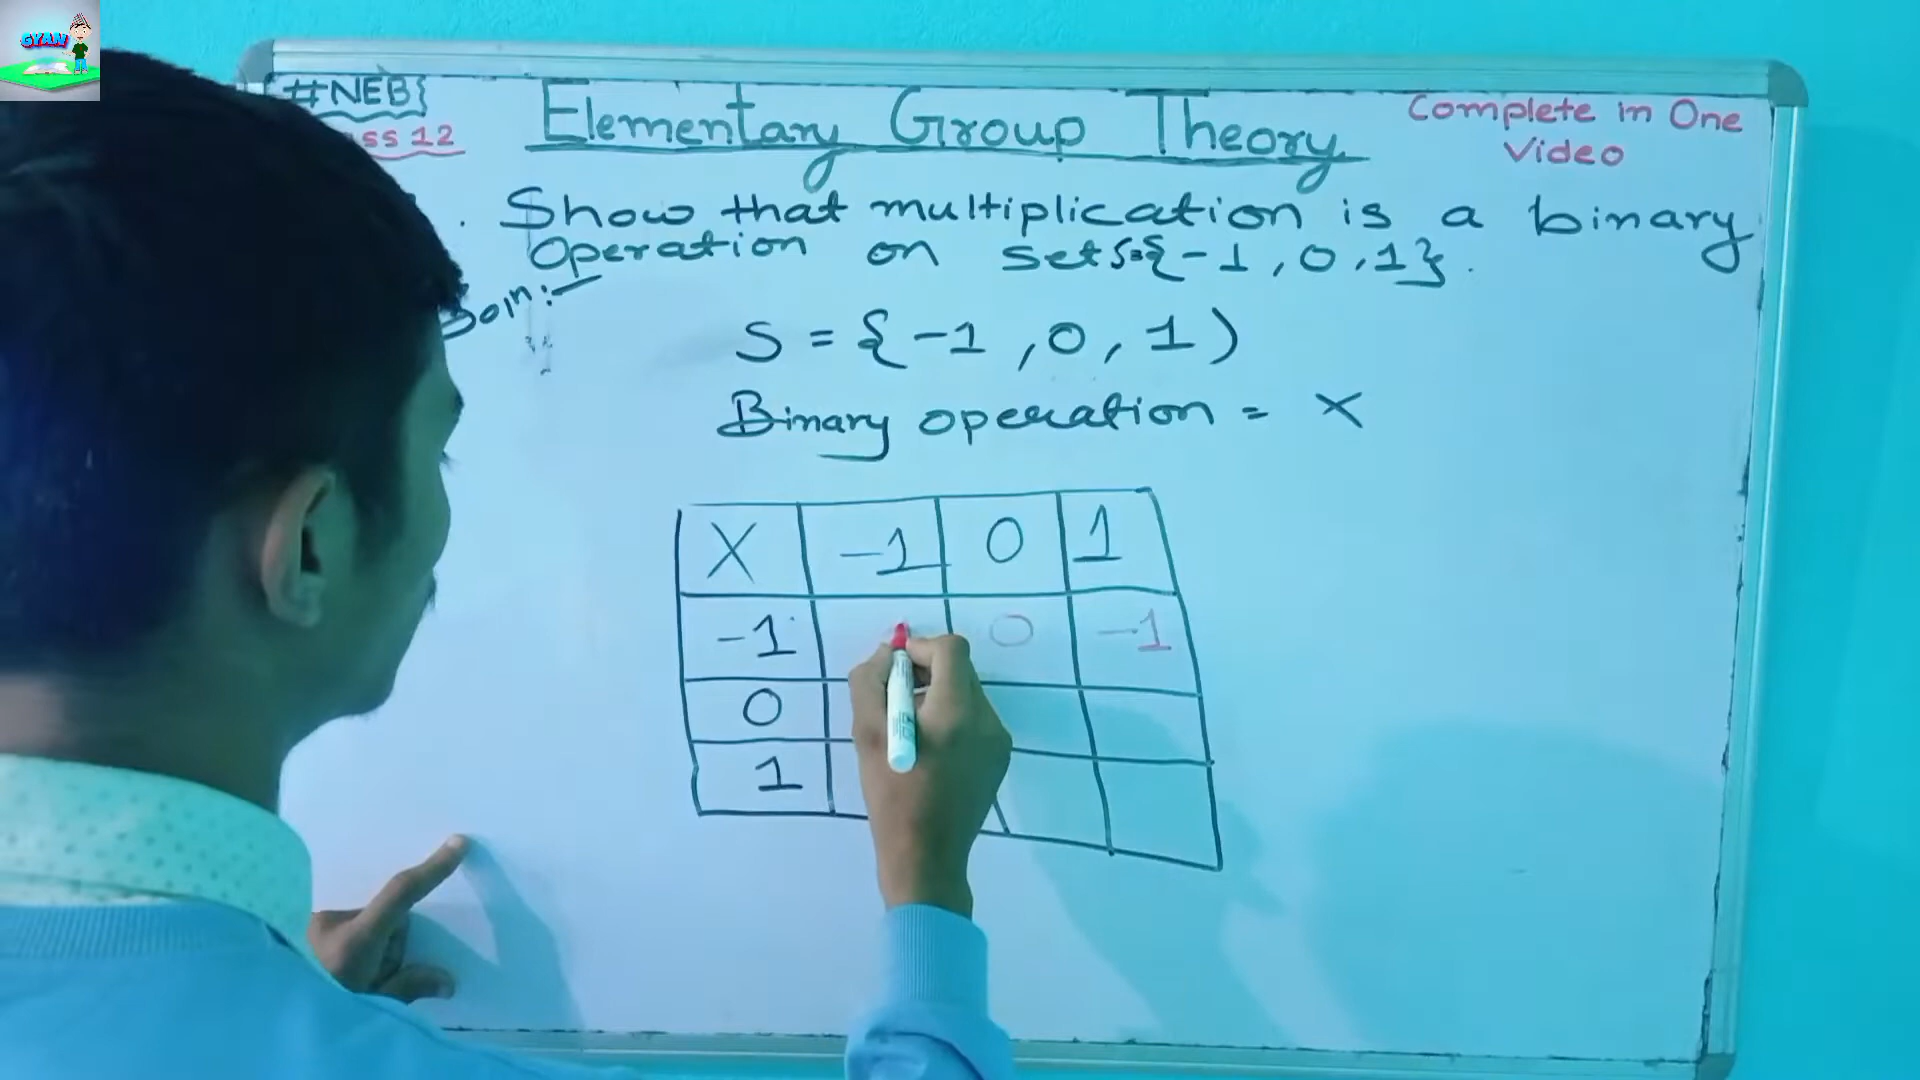 GYAN
#NEB}
ss 12
Elementary Group Theory
Complete in One
Video
. Show that multiplication is a binary
operation on set S={-1, 0, 1}.
Soln:-
S = {-1, 0, 1)
Binary operation = ×
× -1 0 1
-1 0 -1
0
1